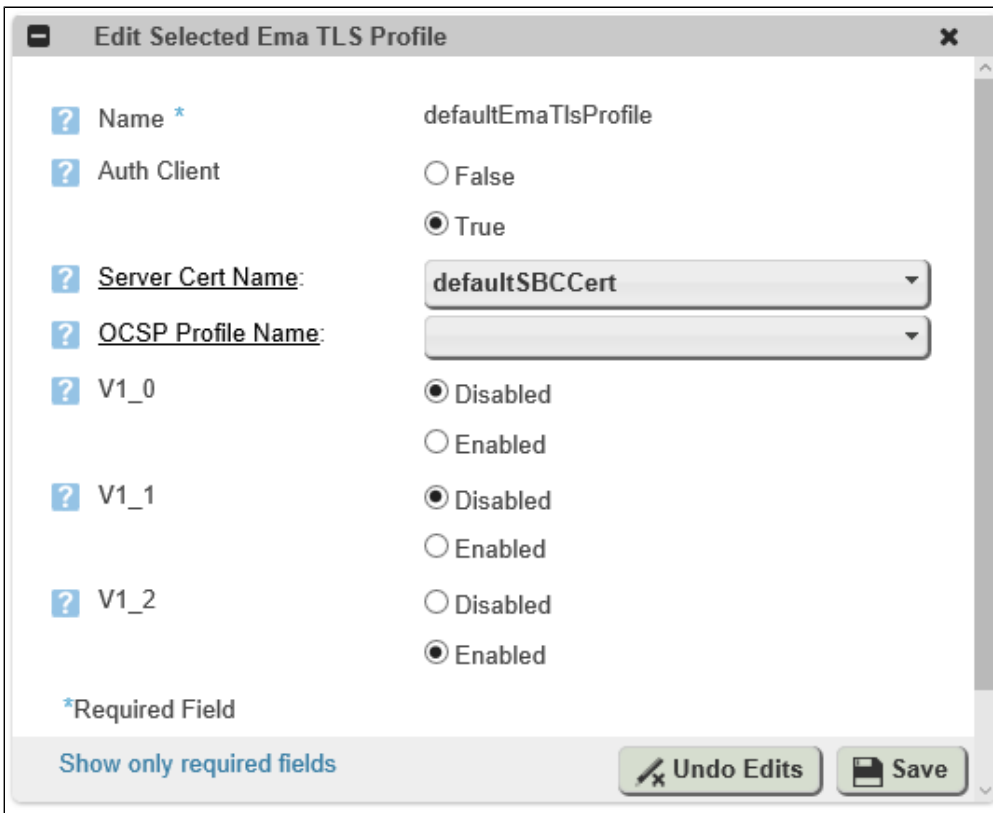 Edit Selected Ema TLS Profile
? Name * defaultEmaTlsProfile
? Auth Client False
True
? Server Cert Name: defaultSBCCert
? OCSP Profile Name:
? V1_0 Disabled
Enabled
? V1_1 Disabled
Enabled
? V1_2 Disabled
Enabled
*Required Field
Show only required fields Undo Edits Save